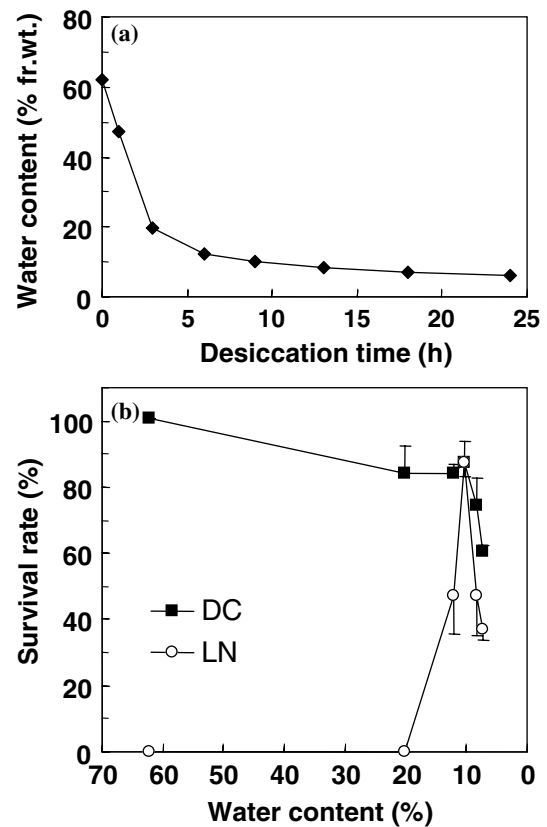 (a)
Water content (% fr.wt.)
80
60
40
20
0
0 5 10 15 20 25
Desiccation time (h)
(b)
Survival rate (%)
100
80
60
40
20
0
DC
LN
70 60 50 40 30 20 10 0
Water content (%)